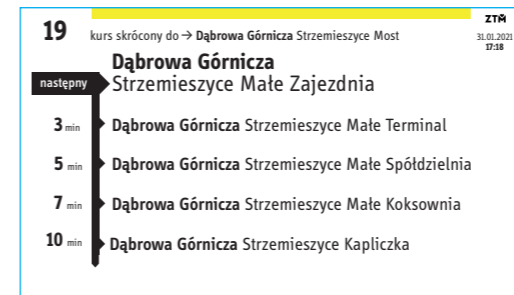 19 kurs skrócony do → Dąbrowa Górnicza Strzemieszyce Most
ZTM
31.01.2021
17:18
Dąbrowa Górnicza
następny Strzemieszyce Małe Zajezdnia
3 min Dąbrowa Górnicza Strzemieszyce Małe Terminal
5 min Dąbrowa Górnicza Strzemieszyce Małe Spółdzielnia
7 min Dąbrowa Górnicza Strzemieszyce Małe Koksownia
10 min Dąbrowa Górnicza Strzemieszyce Kapliczka